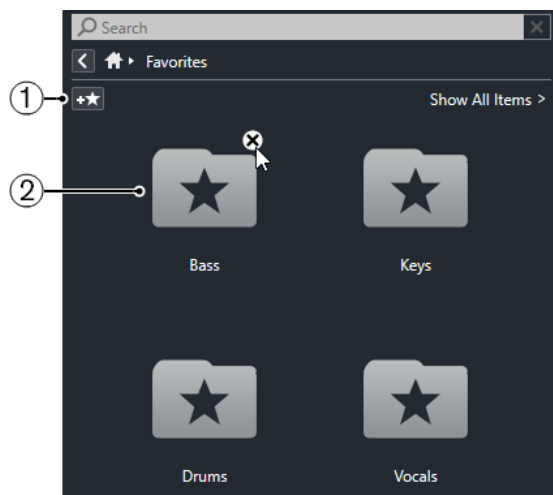 Search
Favorites
1
Show All Items >
2
Bass
Keys
Drums
Vocals